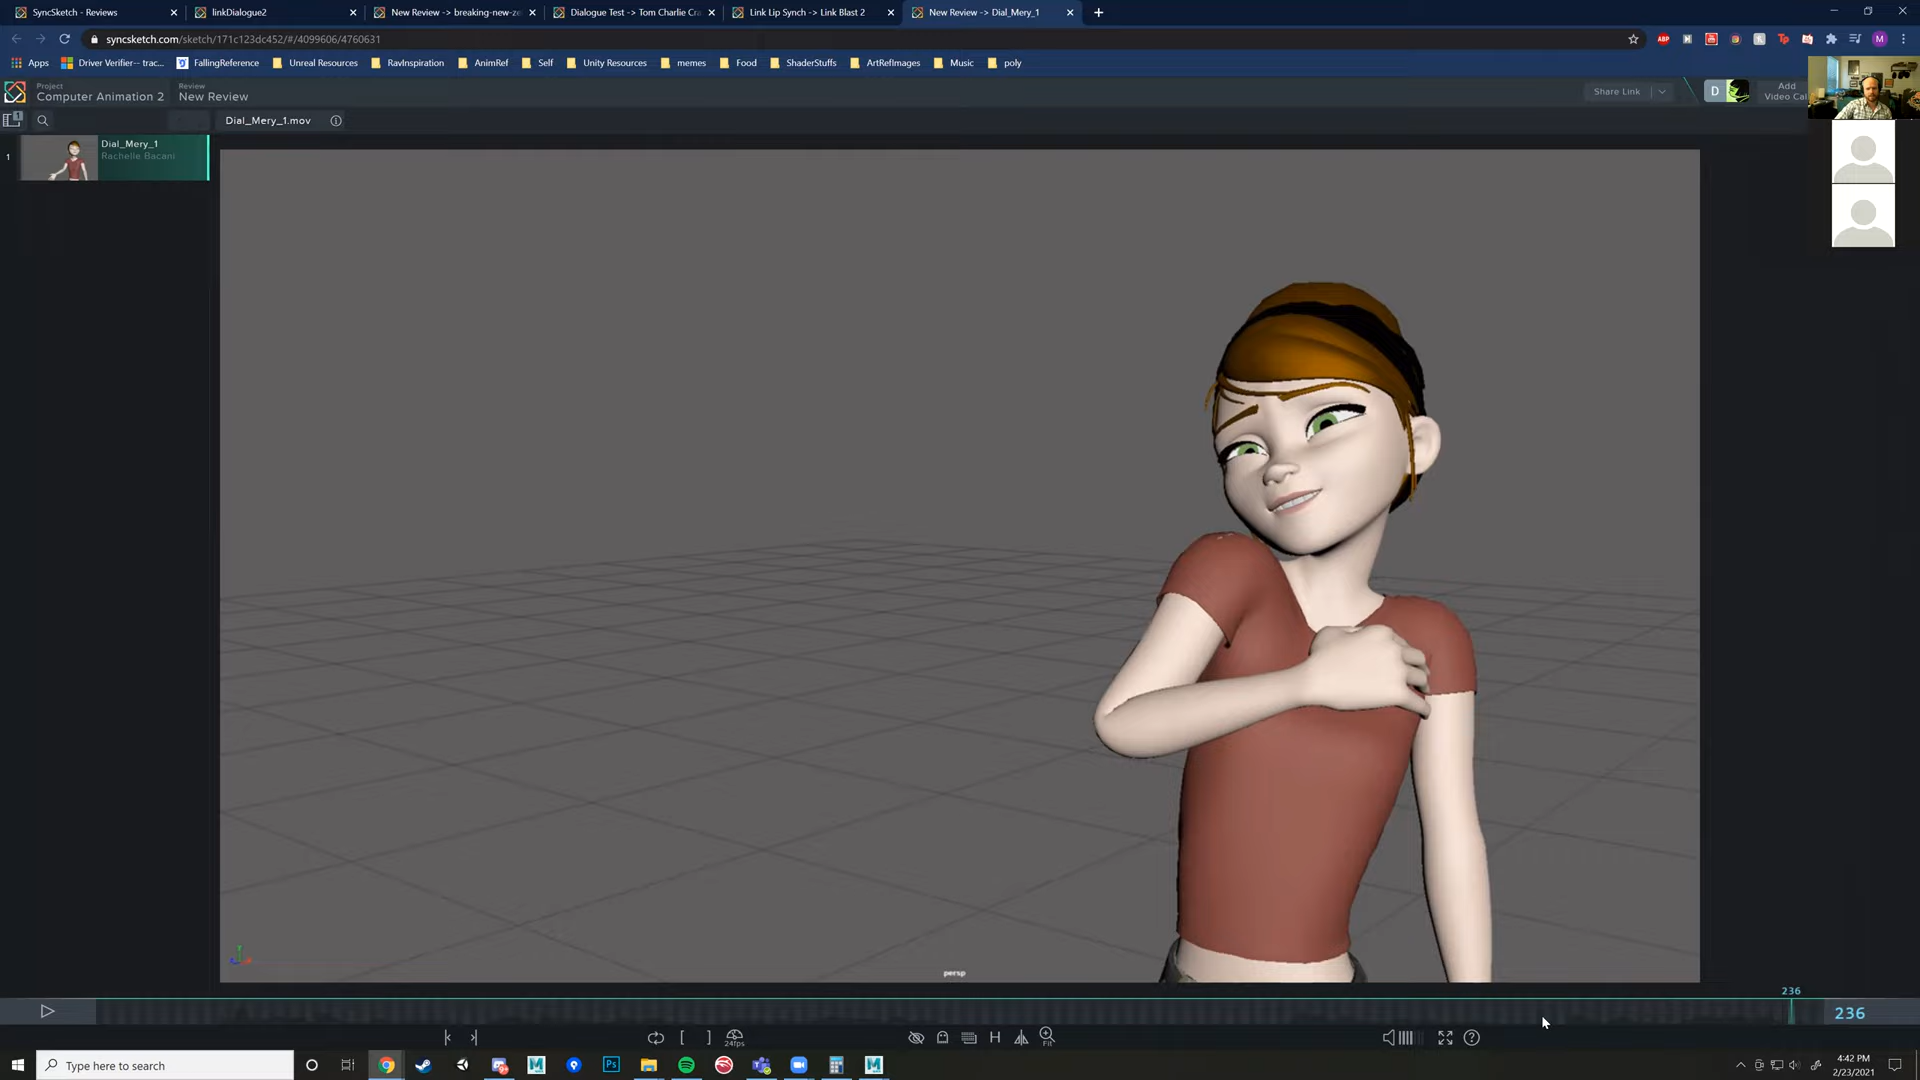 SyncSketch - Reviews
linkDialogue2
New Review -> breaking-new-ze
Dialogue Test -> Tom Charlie Cra
Link Lip Synch -> Link Blast 2
New Review -> Dial_Mery_1
syncsketch.com/sketch/171c123dc452/#/4099606/4760631
Apps
Driver Verifier-- trac...
FallingReference
Unreal Resources
RavInspiration
AnimRef
Self
Unity Resources
memes
Food
ShaderStuffs
ArtRefImages
Music
poly
Project
Computer Animation 2
Review
New Review
Share Link
D
Add
Video Cal
Dial_Mery_1.mov
1
Dial_Mery_1
Rachelle Bacani
persp
236
236
24fps
H
Fit
Type here to search
4:42 PM
2/23/2021